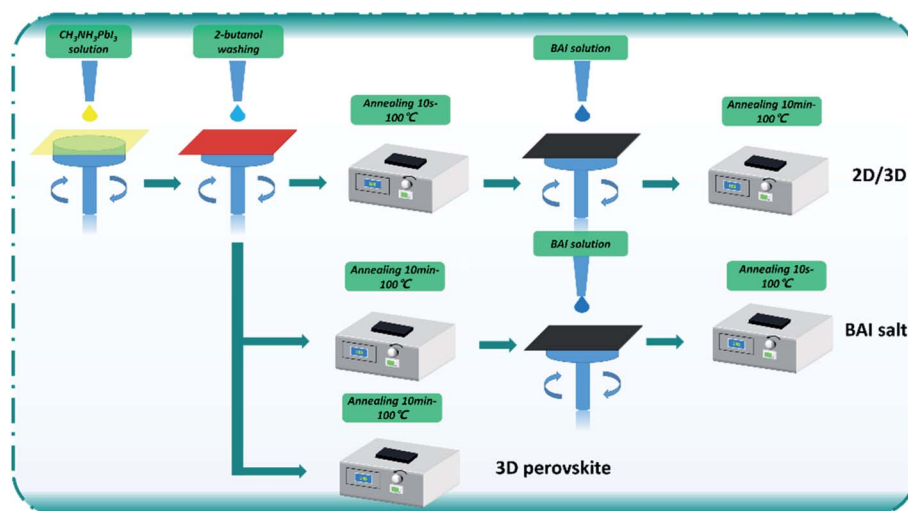 CH₃NH₃PbI₃
solution
2-butanol
washing
Annealing 10s-
100℃
BAI solution
Annealing 10min-
100℃
2D/3D
Annealing 10min-
100℃
BAI solution
Annealing 10s-
100℃
BAI salt
Annealing 10min-
100℃
3D perovskite